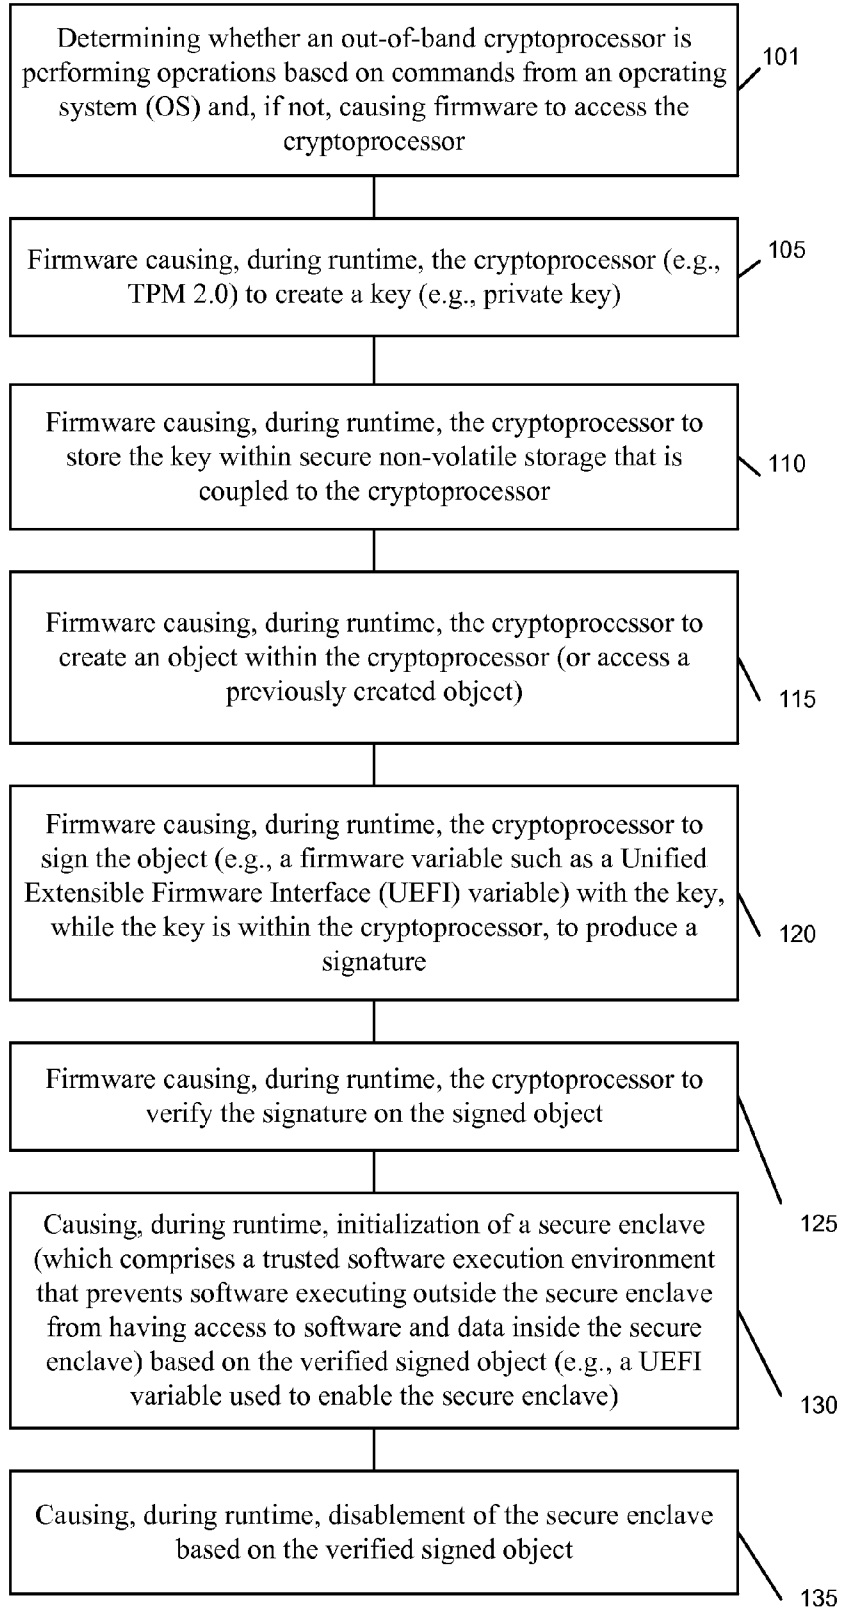 Determining whether an out-of-band cryptoprocessor is
performing operations based on commands from an operating
system (OS) and, if not, causing firmware to access the
cryptoprocessor
101
Firmware causing, during runtime, the cryptoprocessor (e.g.,
TPM 2.0) to create a key (e.g., private key)
105
Firmware causing, during runtime, the cryptoprocessor to
store the key within secure non-volatile storage that is
coupled to the cryptoprocessor
110
Firmware causing, during runtime, the cryptoprocessor to
create an object within the cryptoprocessor (or access a
previously created object)
115
Firmware causing, during runtime, the cryptoprocessor to
sign the object (e.g., a firmware variable such as a Unified
Extensible Firmware Interface (UEFI) variable) with the key,
while the key is within the cryptoprocessor, to produce a
signature
120
Firmware causing, during runtime, the cryptoprocessor to
verify the signature on the signed object
125
Causing, during runtime, initialization of a secure enclave
(which comprises a trusted software execution environment
that prevents software executing outside the secure enclave
from having access to software and data inside the secure
enclave) based on the verified signed object (e.g., a UEFI
variable used to enable the secure enclave)
130
Causing, during runtime, disablement of the secure enclave
based on the verified signed object
135